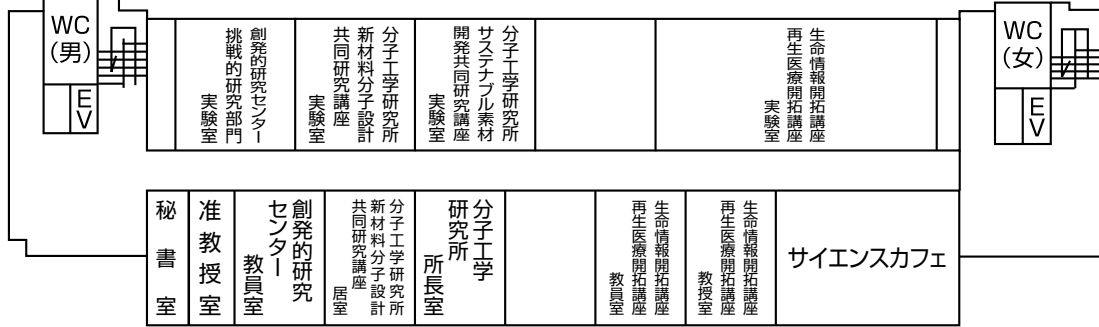 WC
(男)
EV
創発的研究センター
挑戦的研究部門
実験室
分子工学研究所
新材料分子設計
共同研究講座
実験室
分子工学研究所
サステナブル素材
開発共同研究講座
実験室
生命情報開拓講座
再生医療開拓講座
実験室
WC
(女)
EV
秘書室
准教授室
創発的研究
センター
教員室
分子工学研究所
新材料分子設計
共同研究講座
居室
分子工学
研究所
所長室
生命情報開拓講座
再生医療開拓講座
教員室
生命情報開拓講座
再生医療開拓講座
教授室
サイエンスカフェ